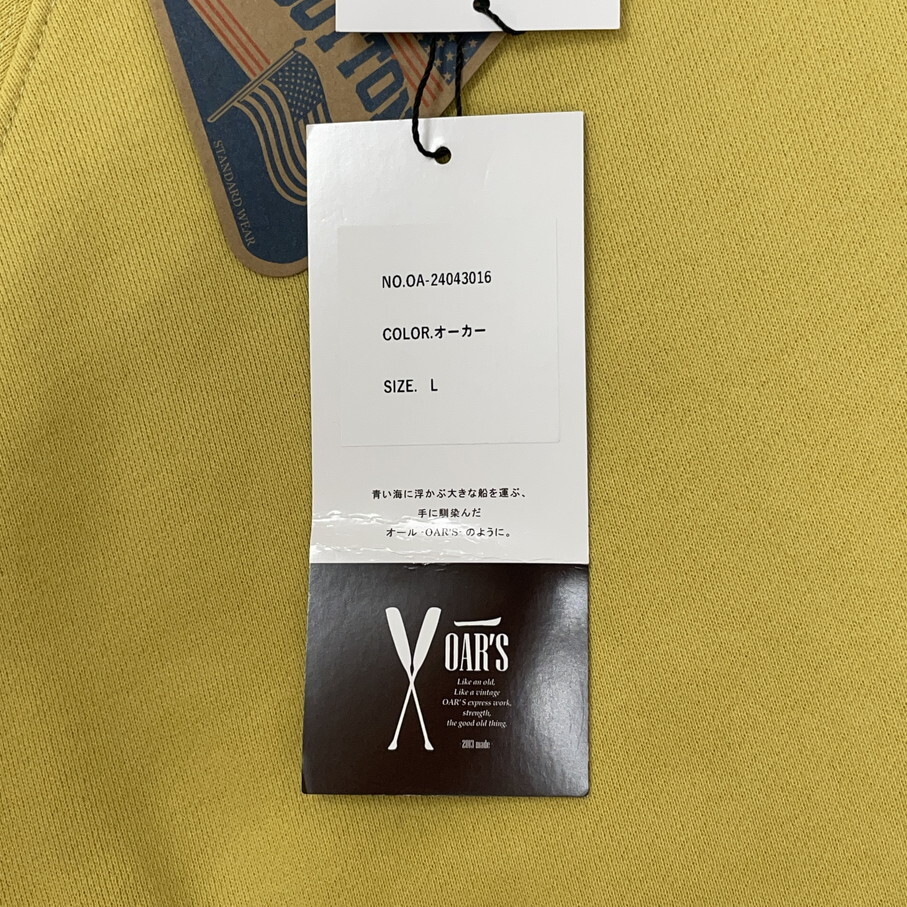 STANDARD WEAR
NO.OA-24043016
COLOR.オーカー
SIZE. L
青い海に浮かぶ大きな船を運ぶ、
手に馴染んだ
オール -OAR'S- のように。
OAR'S
Like an old,
Like a vintage
OAR'S express work,
strength,
the good old thing.
2013 made